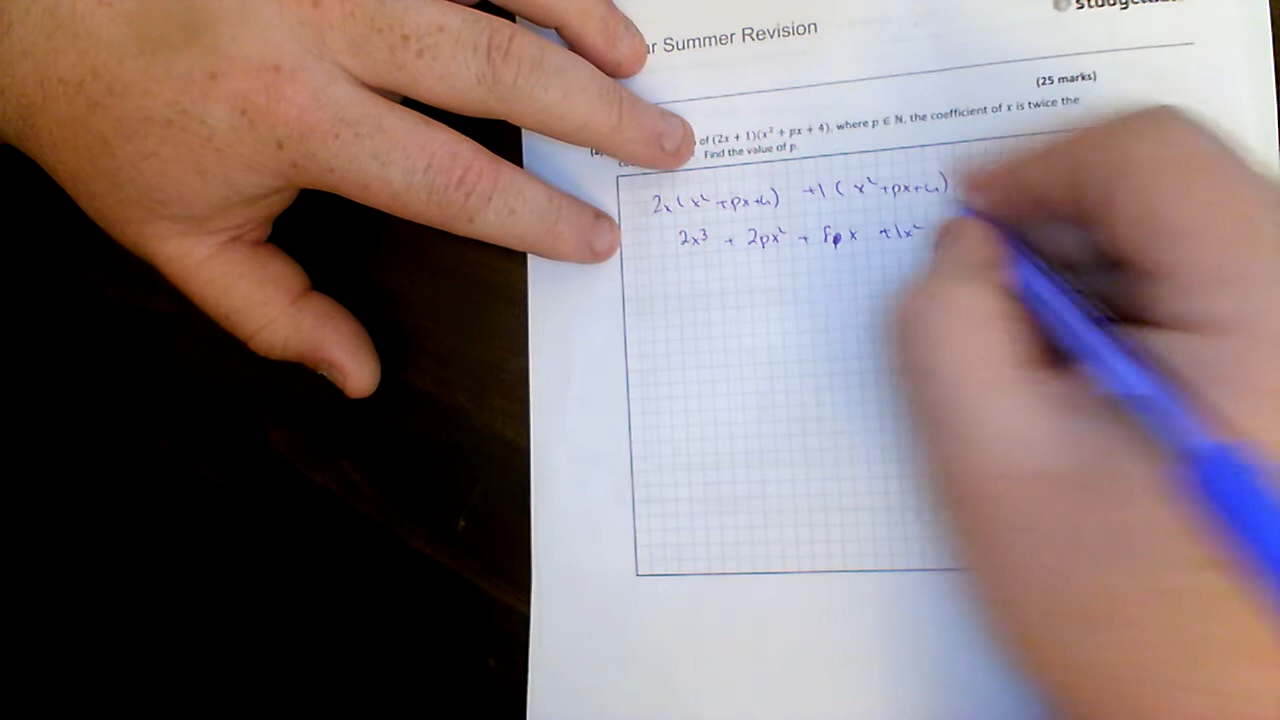 Summer Revision
(25 marks)
of (2x + 1)(x² + px + 4), where p ∈ ℕ, the coefficient of x is twice the
Find the value of p.
2x(x² + px + 4) + 1(x² + px + 4)
2x³ + 2px² + 8px + 1x²